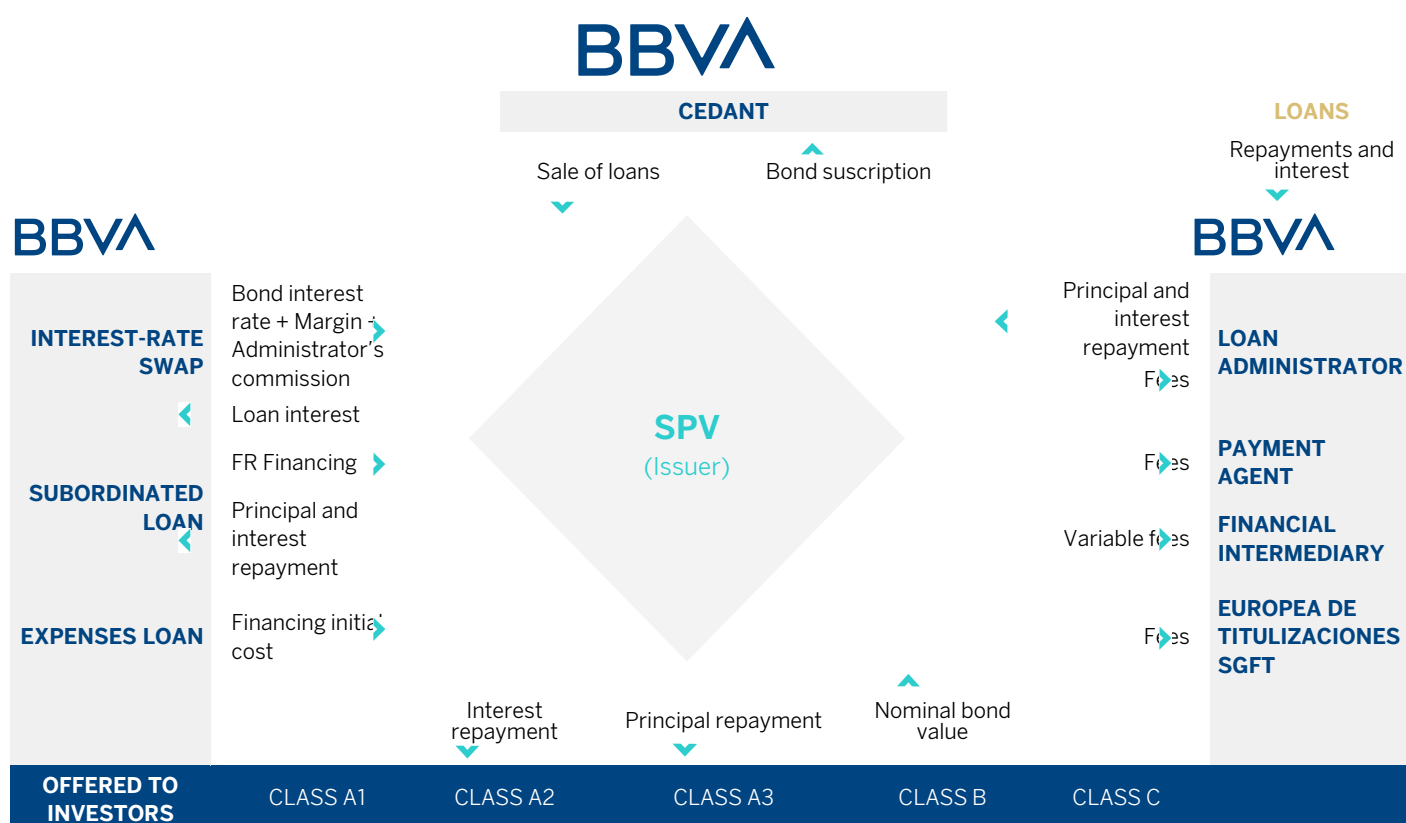 BBVA
CEDANT
LOANS
Sale of loans
Bond suscription
Repayments and
interest
BBVA
BBVA
INTEREST-RATE
SWAP
Bond interest
rate + Margin +
Administrator's
commission
Loan interest
SUBORDINATED
LOAN
FR Financing
Principal and
interest
repayment
EXPENSES LOAN
Financing initial
cost
SPV
(Issuer)
Principal and
interest
repayment
Fees
LOAN
ADMINISTRATOR
Fees
PAYMENT
AGENT
Variable fees
FINANCIAL
INTERMEDIARY
Fees
EUROPEA DE
TITULIZACIONES
SGFT
Interest
repayment
Principal repayment
Nominal bond
value
OFFERED TO
INVESTORS
CLASS A1
CLASS A2
CLASS A3
CLASS B
CLASS C